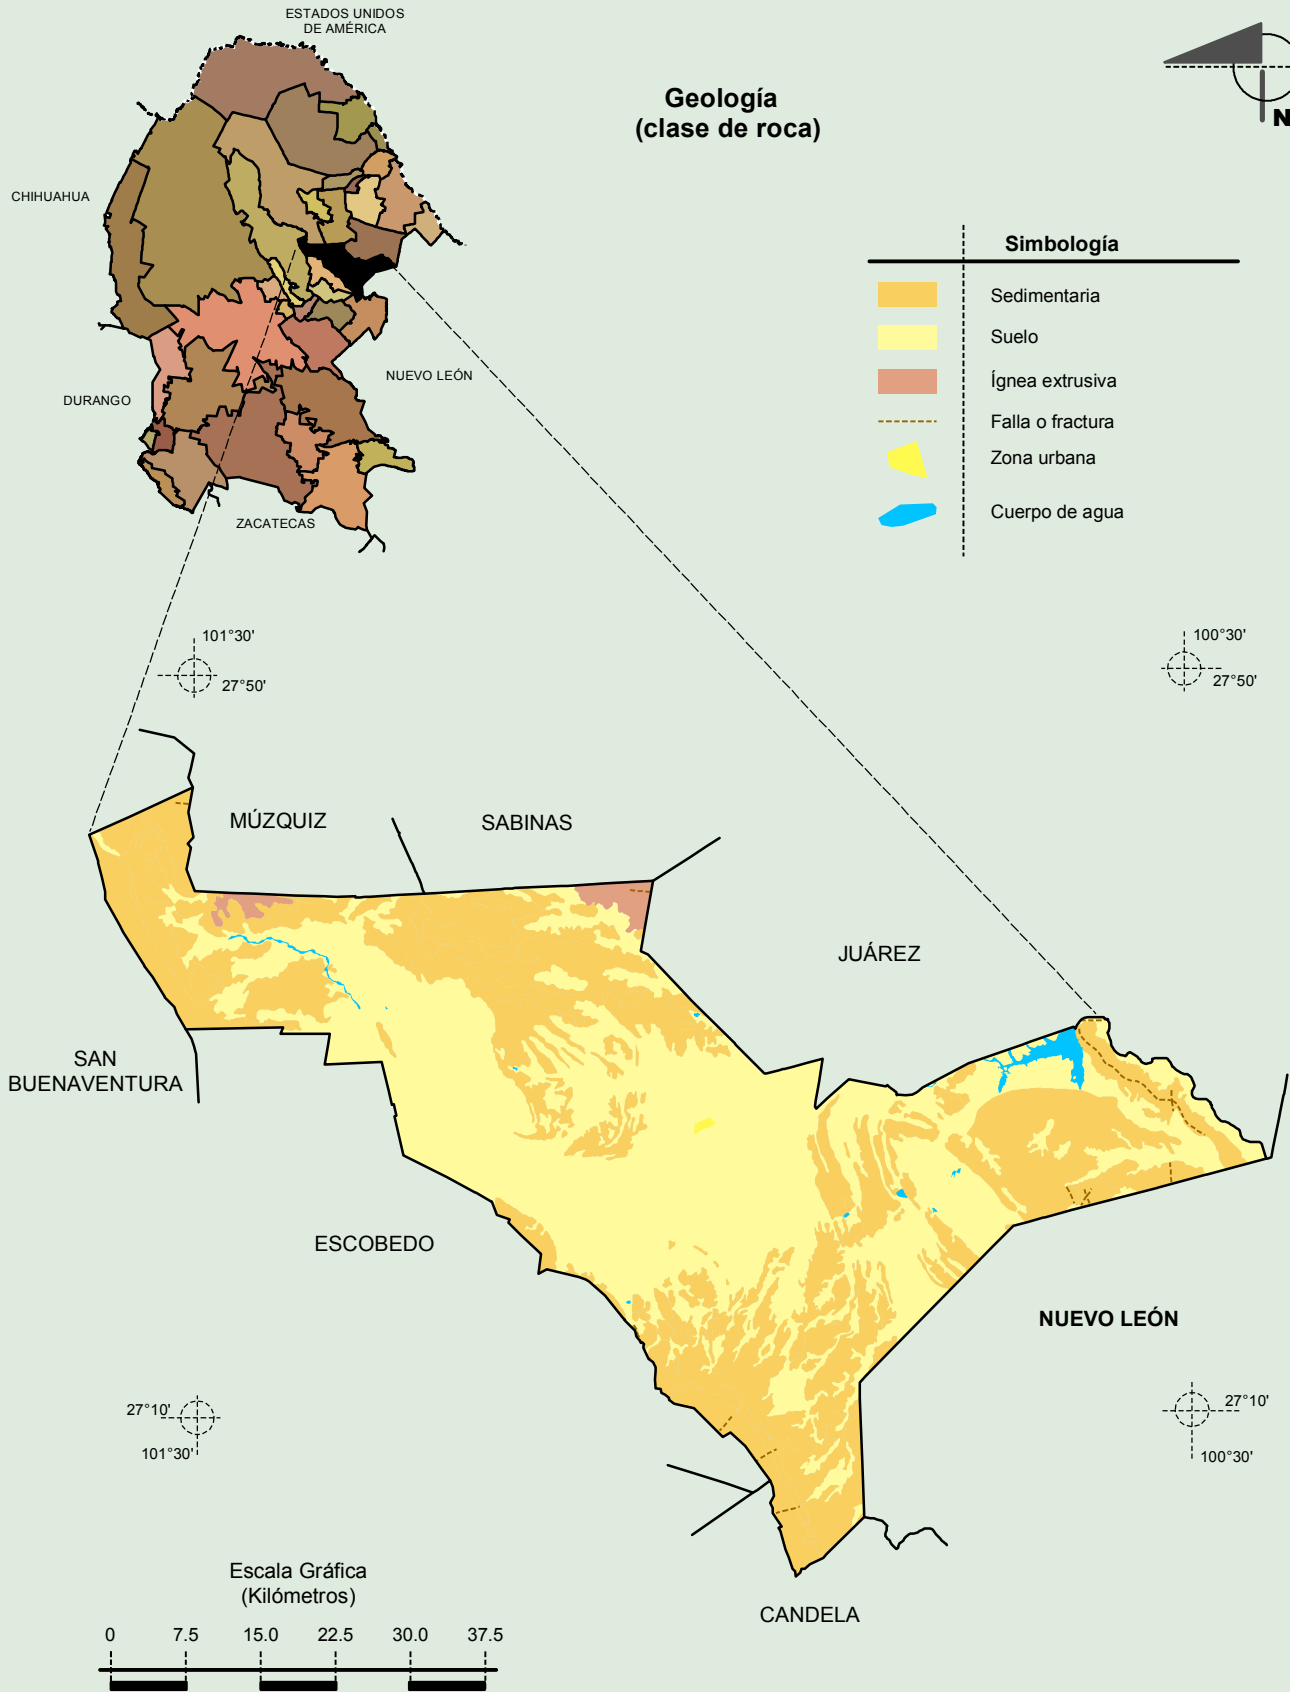 ESTADOS UNIDOS
DE AMÉRICA
Geología
(clase de roca)
N
CHIHUAHUA
Simbología
Sedimentaria
Suelo
Ígnea extrusiva
Falla o fractura
Zona urbana
Cuerpo de agua
NUEVO LEÓN
DURANGO
ZACATECAS
101°30'
27°50'
100°30'
27°50'
MÚZQUIZ
SABINAS
JUÁREZ
SAN
BUENAVENTURA
ESCOBEDO
NUEVO LEÓN
27°10'
101°30'
27°10'
100°30'
CANDELA
Escala Gráfica
(Kilómetros)
0 7.5 15.0 22.5 30.0 37.5